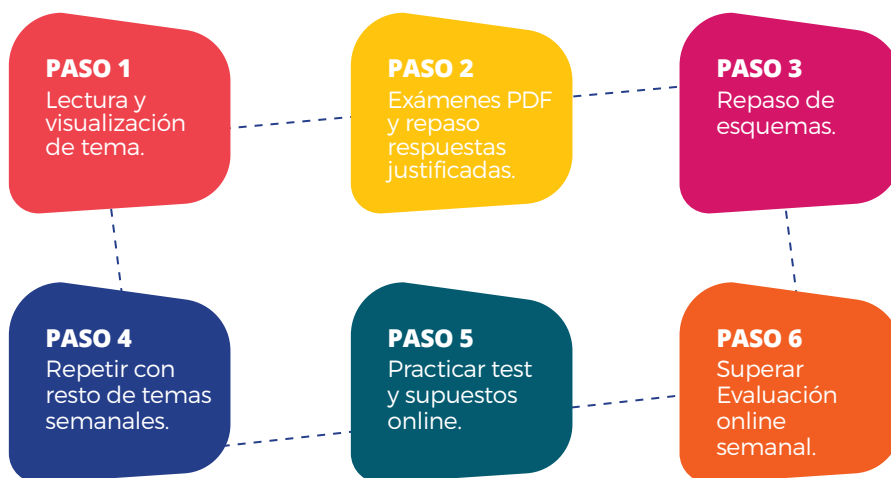 PASO 1
Lectura y
visualización
de tema.
PASO 2
Exámenes PDF
y repaso
respuestas
justificadas.
PASO 3
Repaso de
esquemas.
PASO 4
Repetir con
resto de temas
semanales.
PASO 5
Practicar test
y supuestos
online.
PASO 6
Superar
Evaluación
online
semanal.